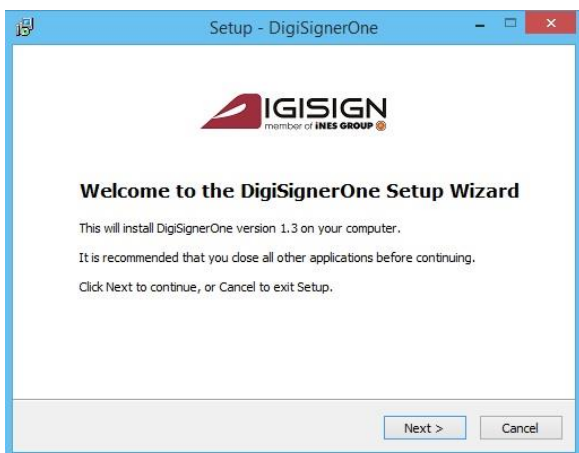 Setup - DigiSignerOne
DIGISIGN
member of iNES GROUP
Welcome to the DigiSignerOne Setup Wizard
This will install DigiSignerOne version 1.3 on your computer.
It is recommended that you close all other applications before continuing.
Click Next to continue, or Cancel to exit Setup.
Next >
Cancel